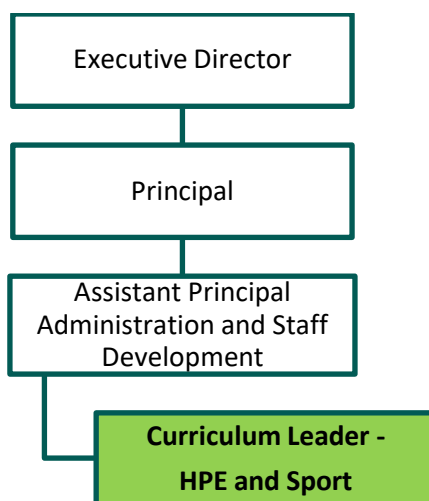 Executive Director
Principal
Assistant Principal
Administration and Staff
Development
Curriculum Leader -
HPE and Sport